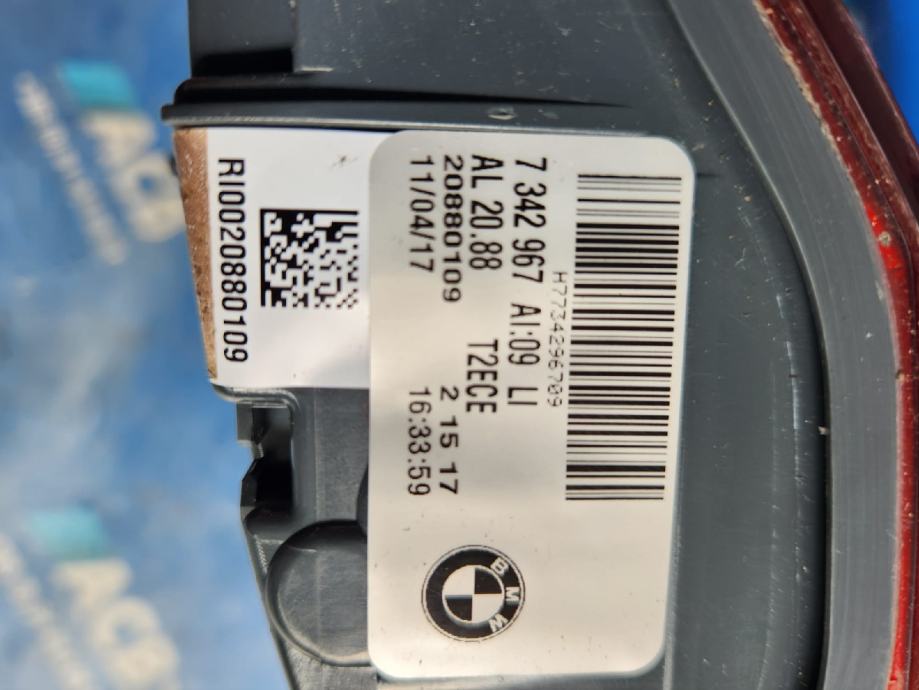 H7734296709
7 342 967 AI:09 LI
AL 20.88 T2ECE
20880109 2 15 17
11/04/17 16:33:59
BMW
RI0020880109